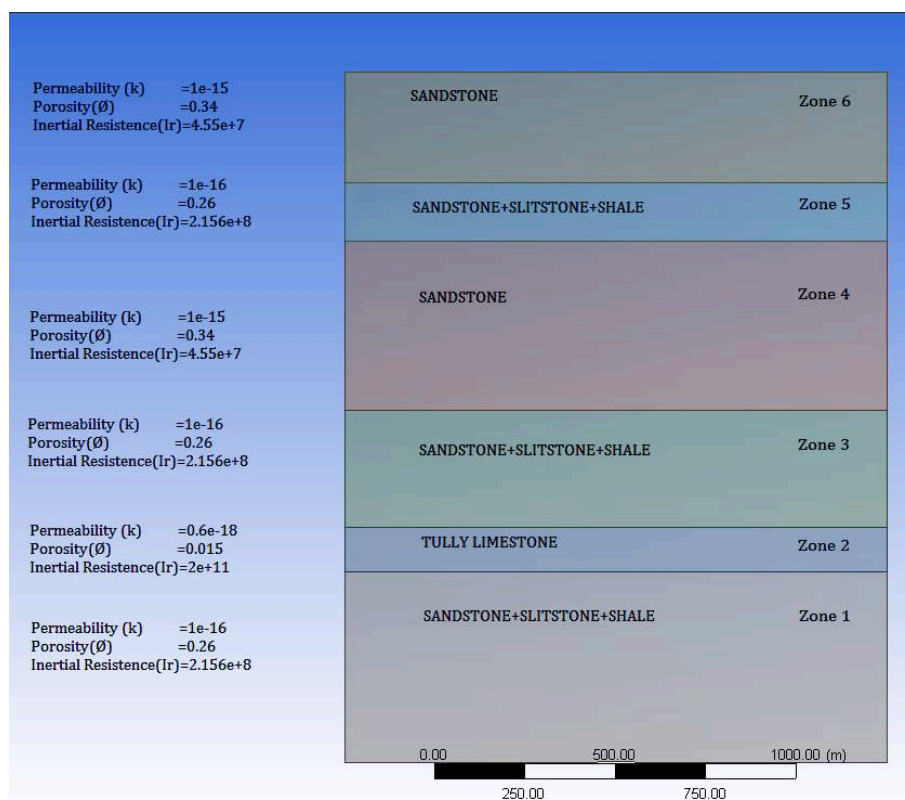 Permeability (k) =1e-15
Porosity(Ø) =0.34
Inertial Resistence(Ir)=4.55e+7
SANDSTONE
Zone 6
Permeability (k) =1e-16
Porosity(Ø) =0.26
Inertial Resistence(Ir)=2.156e+8
SANDSTONE+SLITSTONE+SHALE
Zone 5
Permeability (k) =1e-15
Porosity(Ø) =0.34
Inertial Resistence(Ir)=4.55e+7
SANDSTONE
Zone 4
Permeability (k) =1e-16
Porosity(Ø) =0.26
Inertial Resistence(Ir)=2.156e+8
SANDSTONE+SLITSTONE+SHALE
Zone 3
Permeability (k) =0.6e-18
Porosity(Ø) =0.015
Inertial Resistence(Ir)=2e+11
TULLY LIMESTONE
Zone 2
Permeability (k) =1e-16
Porosity(Ø) =0.26
Inertial Resistence(Ir)=2.156e+8
SANDSTONE+SLITSTONE+SHALE
Zone 1
0.00 500.00 1000.00 (m)
250.00 750.00